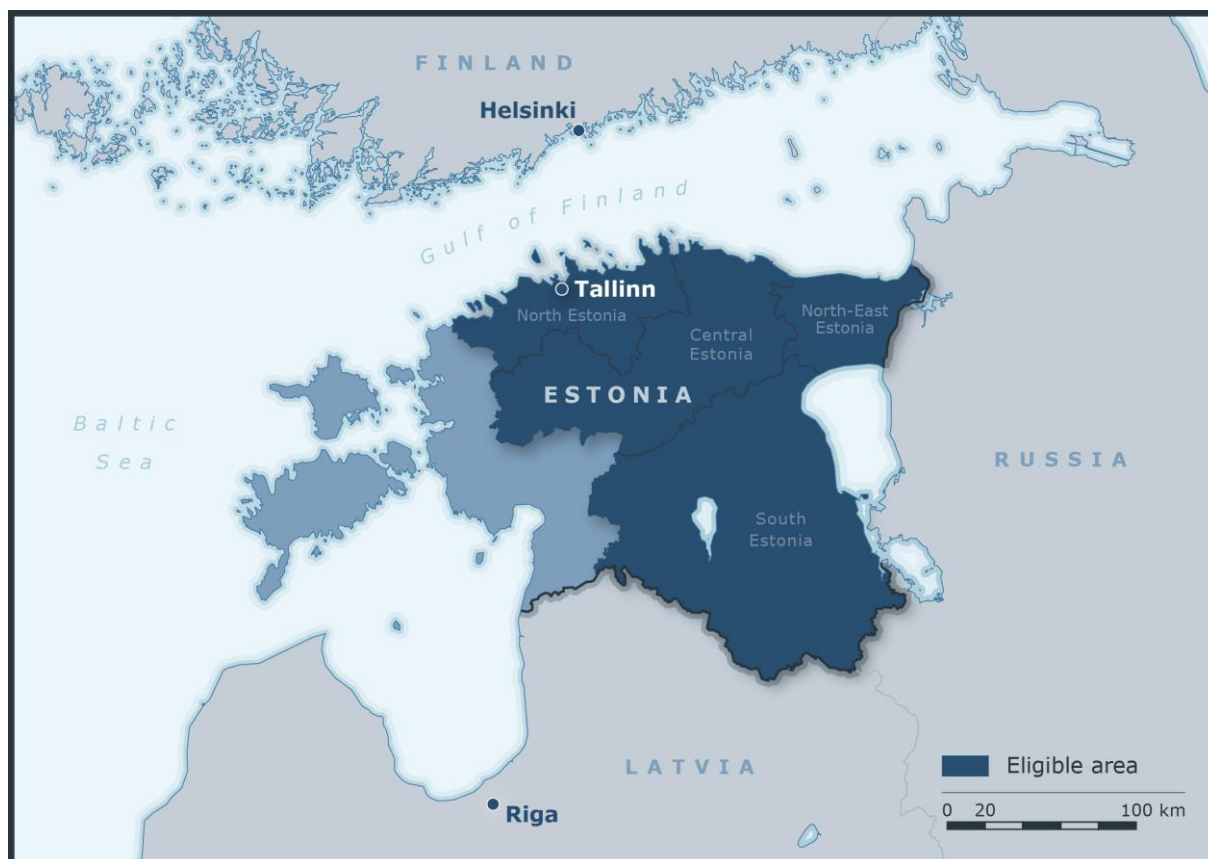 FINLAND
Helsinki
Gulf of Finland
Tallinn
North Estonia
North-East
Estonia
Central
Estonia
ESTONIA
Baltic
Sea
RUSSIA
South
Estonia
LATVIA
Riga
Eligible area
0 20 100 km